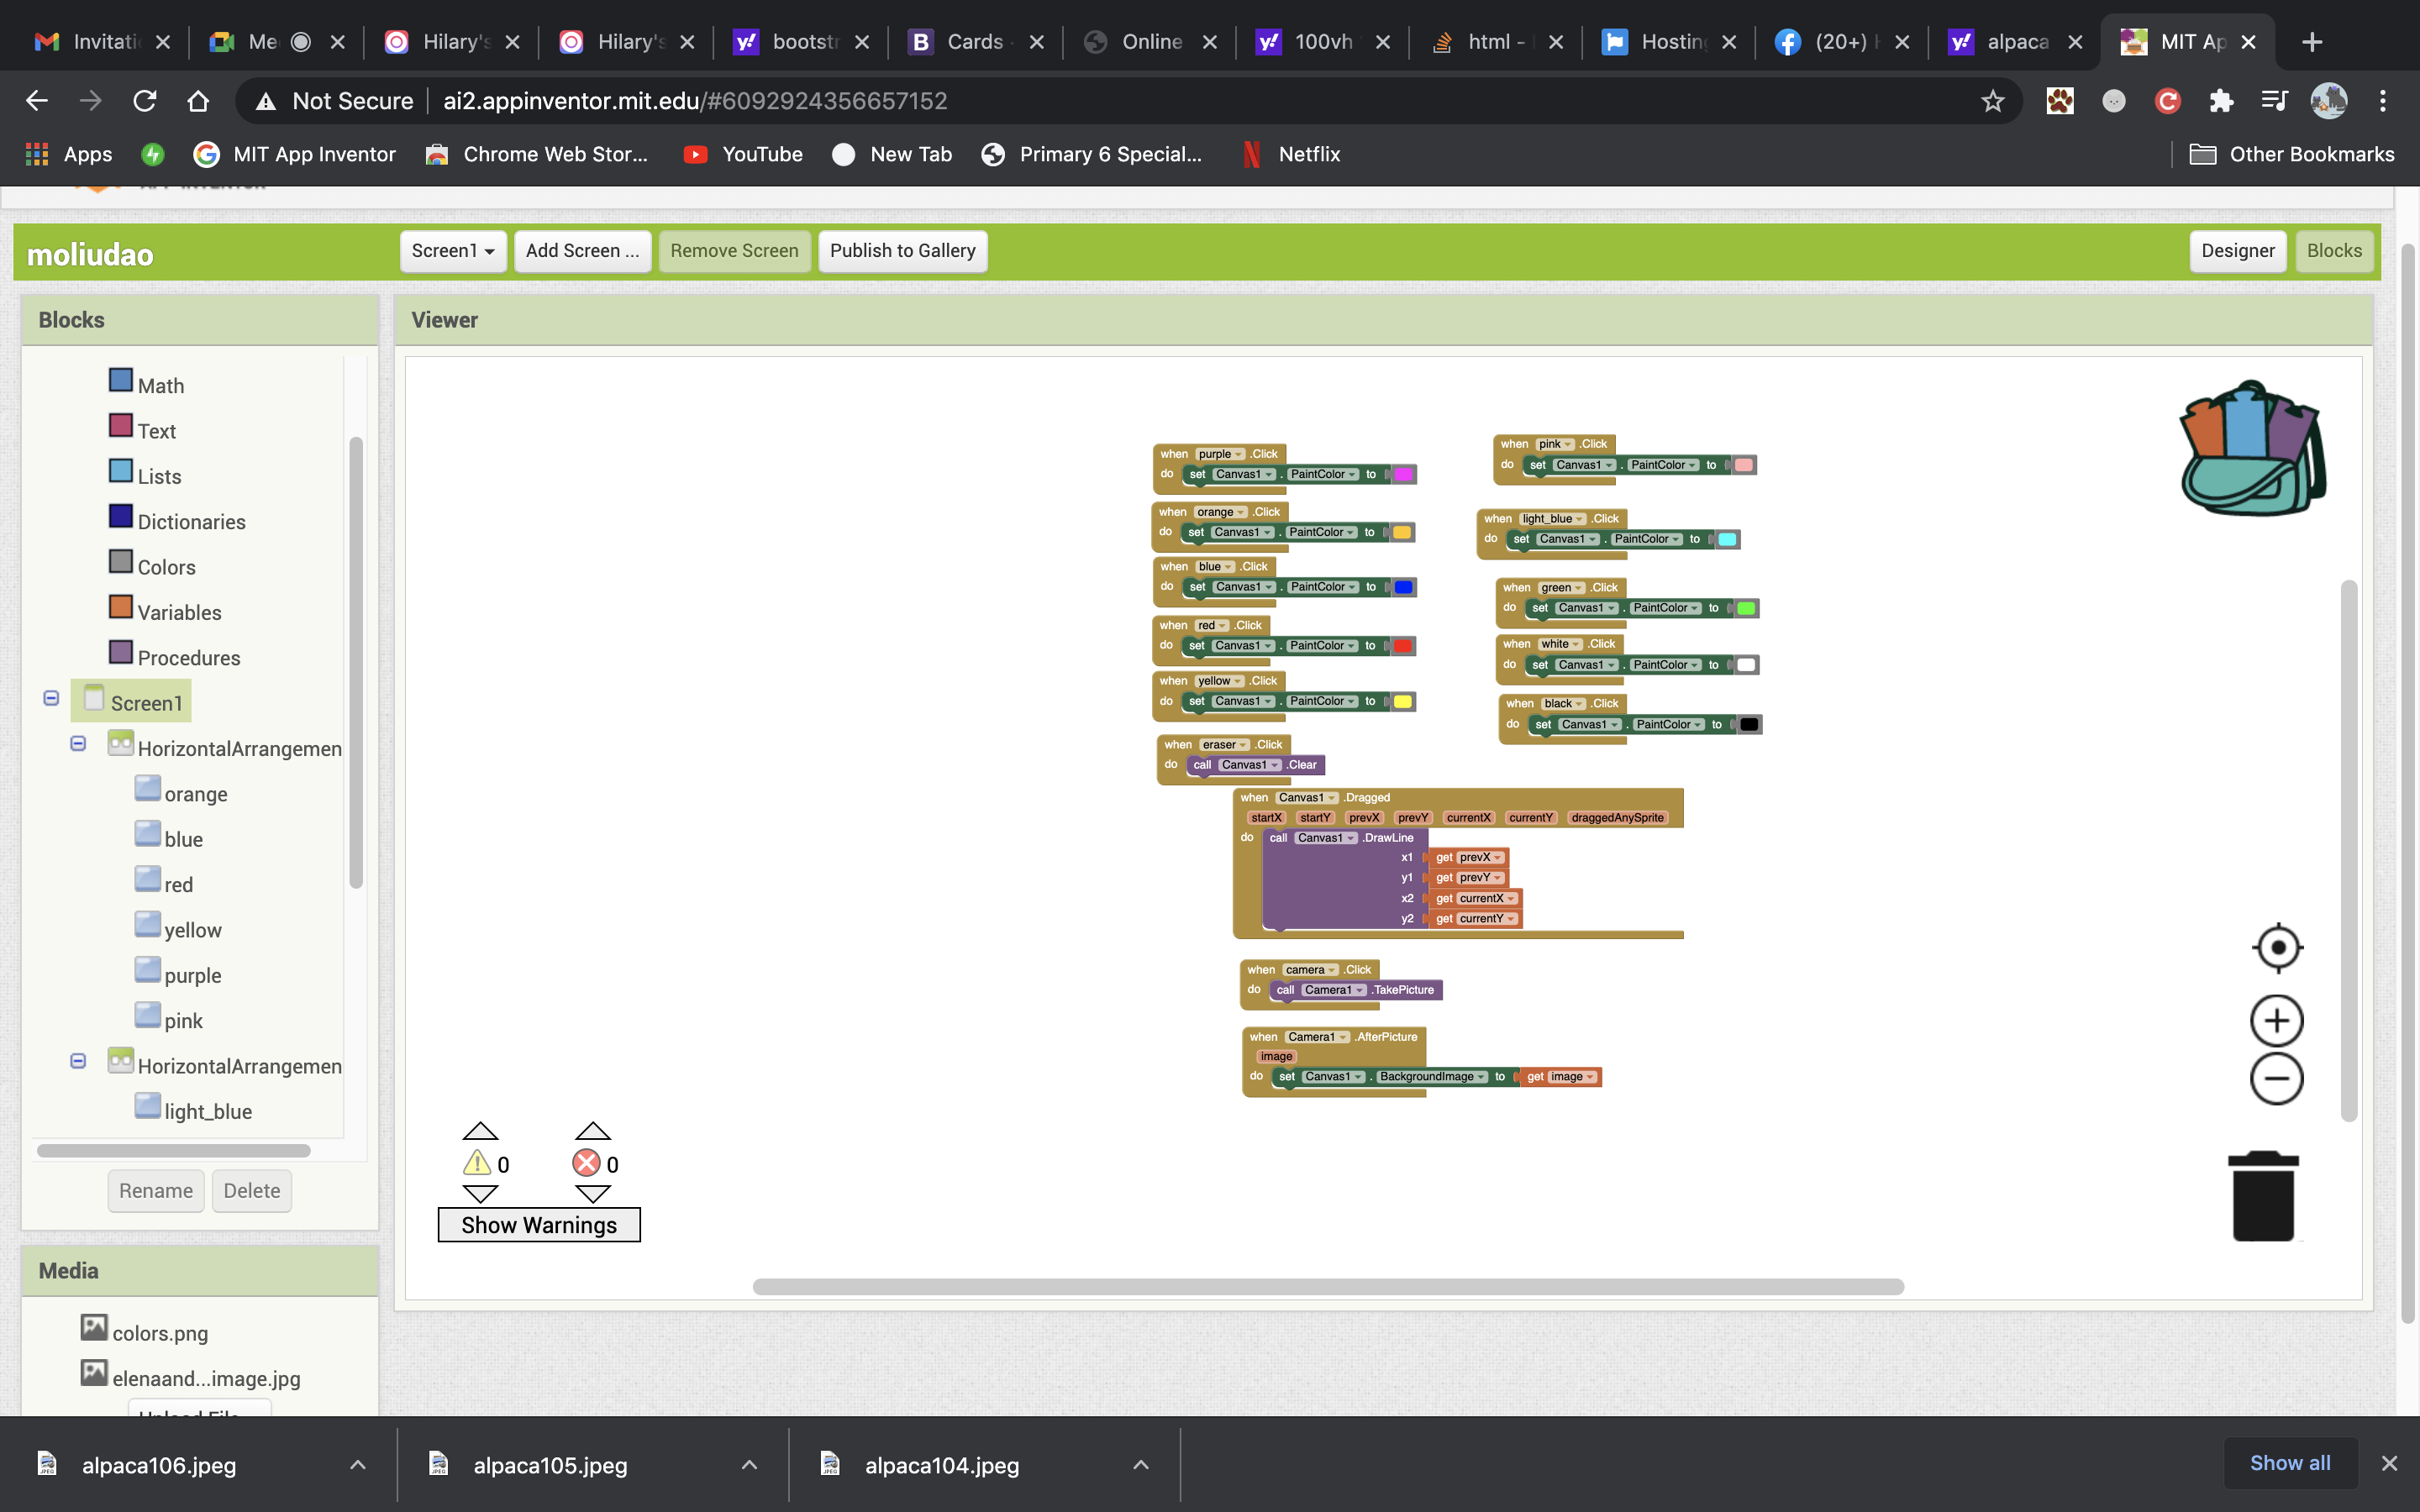 Invitati
Me
Hilary's
Hilary's
bootstr
Cards
Online
100vh
html -
Hosting
(20+)
alpaca
MIT Ap
Not Secure
ai2.appinventor.mit.edu/#6092924356657152
Apps
MIT App Inventor
Chrome Web Stor...
YouTube
New Tab
Primary 6 Special...
Netflix
Other Bookmarks
moliudao
Screen1
Add Screen ...
Remove Screen
Publish to Gallery
Designer
Blocks
Blocks
Math
Text
Lists
Dictionaries
Colors
Variables
Procedures
Screen1
HorizontalArrangemen
orange
blue
red
yellow
purple
pink
HorizontalArrangemen
light_blue
Rename
Delete
Media
colors.png
elenaand...image.jpg
Upload File
Viewer
when purple .Click
do set Canvas1 . PaintColor to
when orange .Click
do set Canvas1 . PaintColor to
when blue .Click
do set Canvas1 . PaintColor to
when red .Click
do set Canvas1 . PaintColor to
when yellow .Click
do set Canvas1 . PaintColor to
when eraser .Click
do call Canvas1 .Clear
when pink .Click
do set Canvas1 . PaintColor to
when light_blue .Click
do set Canvas1 . PaintColor to
when green .Click
do set Canvas1 . PaintColor to
when white .Click
do set Canvas1 . PaintColor to
when black .Click
do set Canvas1 . PaintColor to
when Canvas1 .Dragged
startX startY prevX prevY currentX currentY draggedAnySprite
do call Canvas1 .DrawLine
x1 get prevX
y1 get prevY
x2 get currentX
y2 get currentY
when camera .Click
do call Camera1 .TakePicture
when Camera1 .AfterPicture
image
do set Canvas1 . BackgroundImage to get image
0
0
Show Warnings
alpaca106.jpeg
alpaca105.jpeg
alpaca104.jpeg
Show all